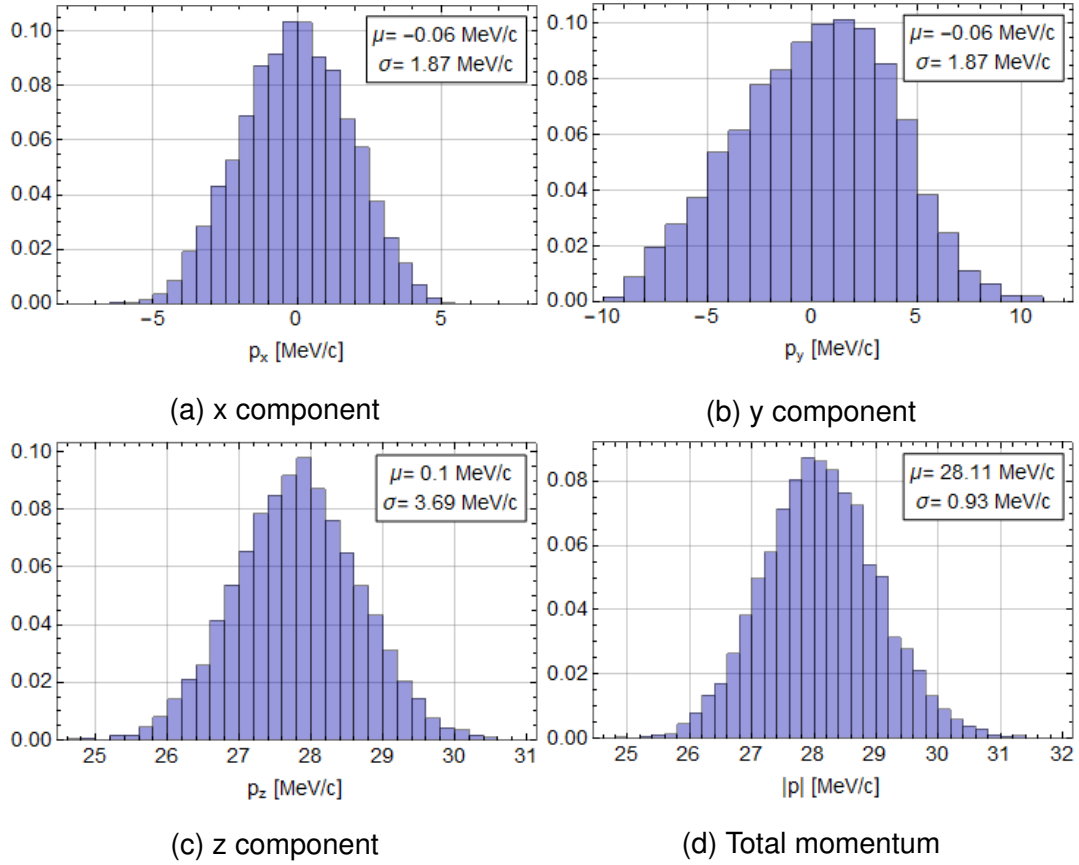 0.10
0.08
0.06
0.04
0.02
0.00
μ= −0.06 MeV/c
σ= 1.87 MeV/c
−5 0 5
pₓ [MeV/c]
(a) x component
0.10
0.08
0.06
0.04
0.02
0.00
μ= −0.06 MeV/c
σ= 1.87 MeV/c
−10 −5 0 5 10
p_y [MeV/c]
(b) y component
0.10
0.08
0.06
0.04
0.02
0.00
μ= 0.1 MeV/c
σ= 3.69 MeV/c
25 26 27 28 29 30 31
p_z [MeV/c]
(c) z component
0.08
0.06
0.04
0.02
0.00
μ = 28.11 MeV/c
σ= 0.93 MeV/c
25 26 27 28 29 30 31 32
|p| [MeV/c]
(d) Total momentum